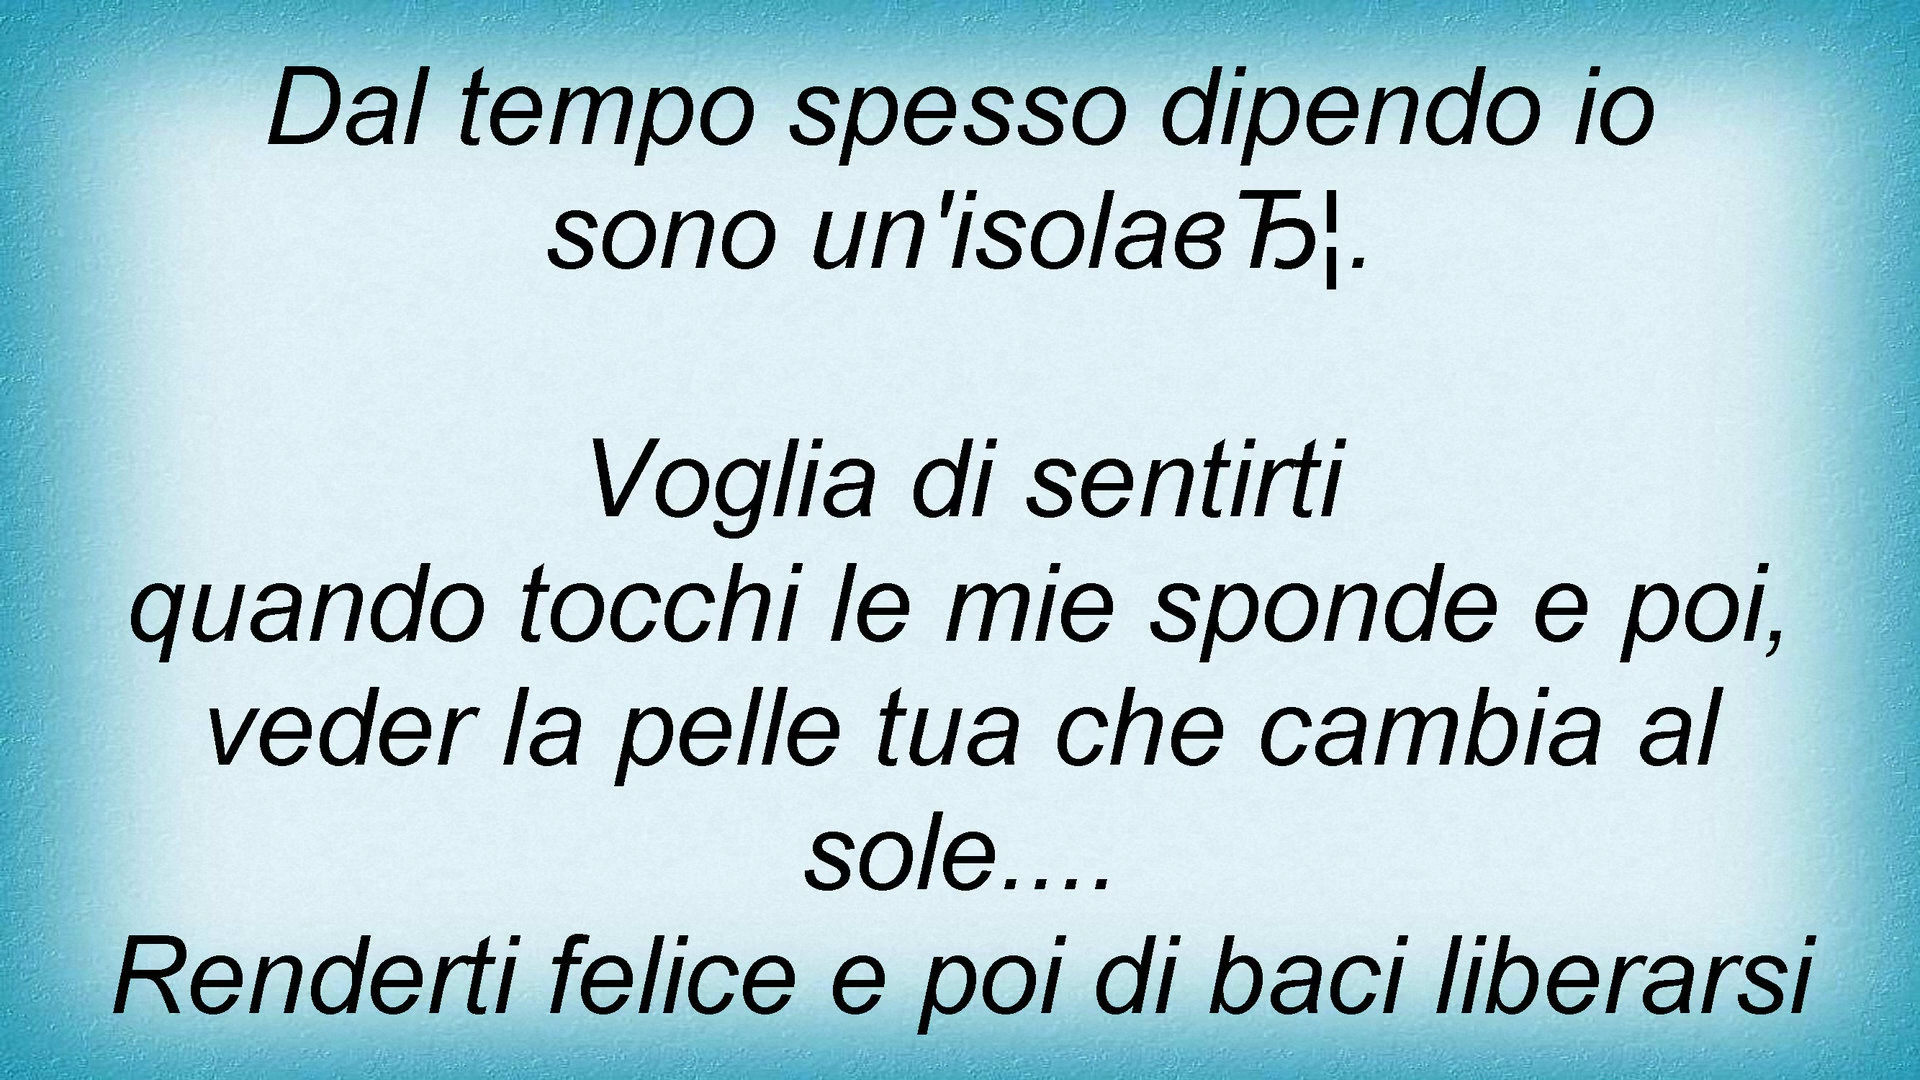 Dal tempo spesso dipendo io
sono un'isolaвЂ¦.
Voglia di sentirti
quando tocchi le mie sponde e poi,
veder la pelle tua che cambia al
sole....
Renderti felice e poi di baci liberarsi